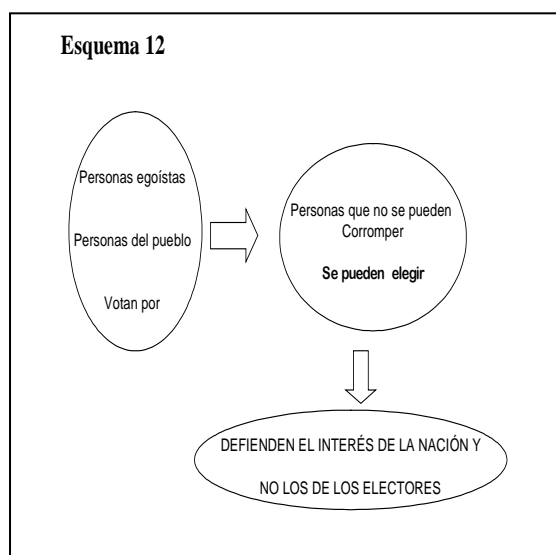 Esquema 12
Personas egoístas
Personas del pueblo
Votan por
Personas que no se pueden
Corromper
Se pueden elegir
DEFIENDEN EL INTERÉS DE LA NACIÓN Y
NO LOS DE LOS ELECTORES